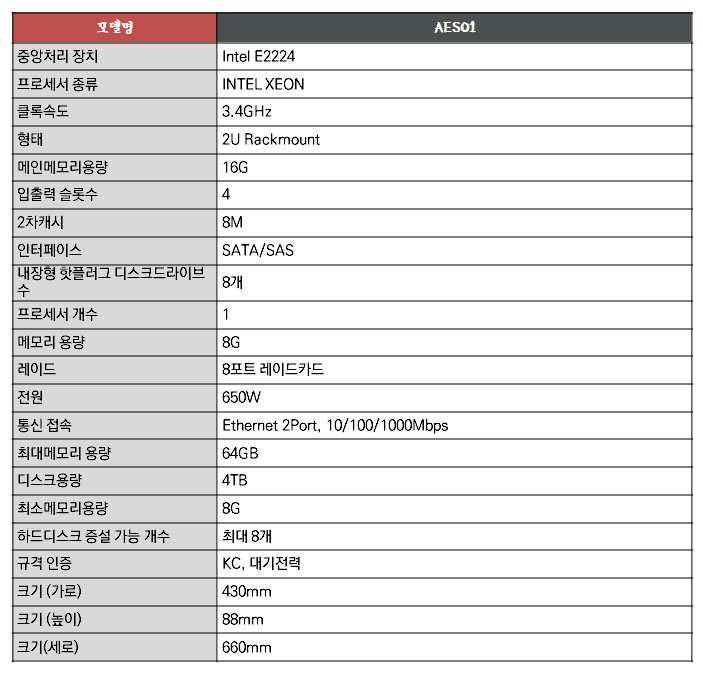 모델명 AES01
중앙처리 장치 Intel E2224
프로세서 종류 INTEL XEON
클록속도 3.4GHz
형태 2U Rackmount
메인메모리용량 16G
입출력 슬롯수 4
2차캐시 8M
인터페이스 SATA/SAS
내장형 핫플러그 디스크드라이브
수 8개
프로세서 개수 1
메모리 용량 8G
레이드 8포트 레이드카드
전원 650W
통신 접속 Ethernet 2Port, 10/100/1000Mbps
최대메모리 용량 64GB
디스크용량 4TB
최소메모리용량 8G
하드디스크 증설 가능 개수 최대 8개
규격 인증 KC, 대기전력
크기 (가로) 430mm
크기 (높이) 88mm
크기(세로) 660mm